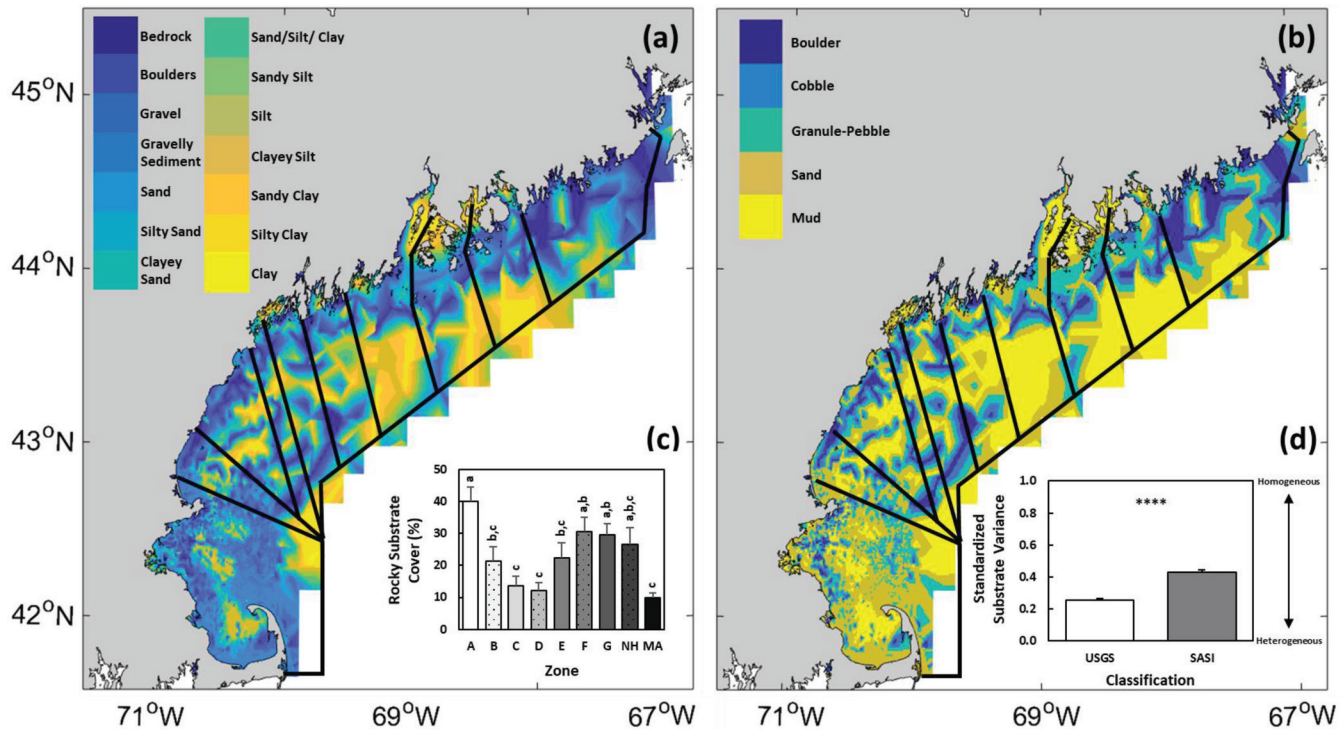 (a)
Bedrock
Boulders
Gravel
Gravelly
Sediment
Sand
Silty Sand
Clayey
Sand
Sand/Silt/ Clay
Sandy Silt
Silt
Clayey Silt
Sandy Clay
Silty Clay
Clay
45°N
44°N
43°N
42°N
71°W
69°W
67°W
(c)
Rocky Substrate
Cover (%)
50
40
30
20
10
0
a
b,c
c
c
b,c
a,b
a,b
a,b,c
c
A B C D E F G NH MA
Zone
(b)
Boulder
Cobble
Granule-Pebble
Sand
Mud
71°W
69°W
67°W
(d)
Standardized
Substrate Variance
1.0
0.8
0.6
0.4
0.2
0.0
****
USGS SASI
Classification
Homogeneous
Heterogeneous